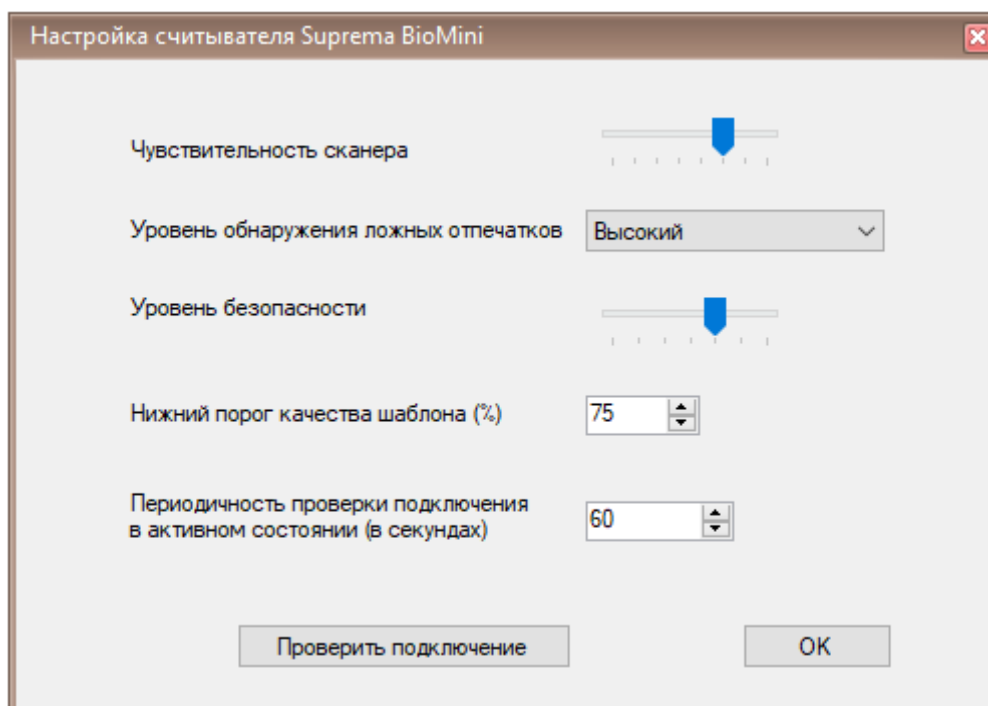 Настройка считывателя Suprema BioMini
Чувствительность сканера
Уровень обнаружения ложных отпечатков
Высокий
Уровень безопасности
Нижний порог качества шаблона (%)
75
Периодичность проверки подключения
в активном состоянии (в секундах)
60
Проверить подключение
OK